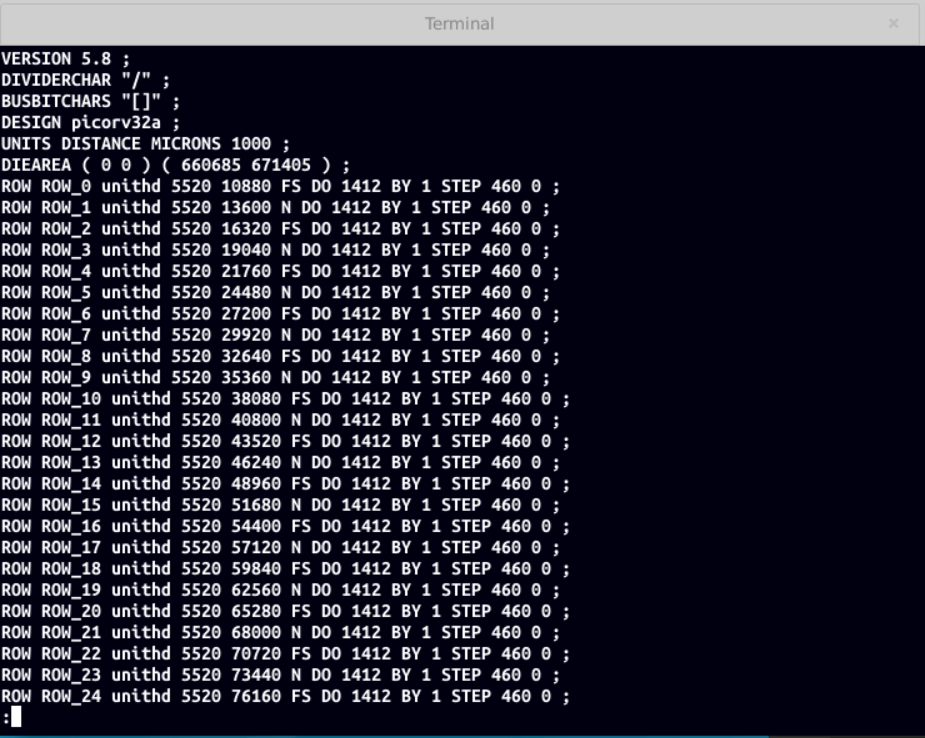 Terminal
×
VERSION 5.8 ;
DIVIDERCHAR "/" ;
BUSBITCHARS "[]" ;
DESIGN picorv32a ;
UNITS DISTANCE MICRONS 1000 ;
DIEAREA ( 0 0 ) ( 660685 671405 ) ;
ROW ROW_0 unithd 5520 10880 FS DO 1412 BY 1 STEP 460 0 ;
ROW ROW_1 unithd 5520 13600 N DO 1412 BY 1 STEP 460 0 ;
ROW ROW_2 unithd 5520 16320 FS DO 1412 BY 1 STEP 460 0 ;
ROW ROW_3 unithd 5520 19040 N DO 1412 BY 1 STEP 460 0 ;
ROW ROW_4 unithd 5520 21760 FS DO 1412 BY 1 STEP 460 0 ;
ROW ROW_5 unithd 5520 24480 N DO 1412 BY 1 STEP 460 0 ;
ROW ROW_6 unithd 5520 27200 FS DO 1412 BY 1 STEP 460 0 ;
ROW ROW_7 unithd 5520 29920 N DO 1412 BY 1 STEP 460 0 ;
ROW ROW_8 unithd 5520 32640 FS DO 1412 BY 1 STEP 460 0 ;
ROW ROW_9 unithd 5520 35360 N DO 1412 BY 1 STEP 460 0 ;
ROW ROW_10 unithd 5520 38080 FS DO 1412 BY 1 STEP 460 0 ;
ROW ROW_11 unithd 5520 40800 N DO 1412 BY 1 STEP 460 0 ;
ROW ROW_12 unithd 5520 43520 FS DO 1412 BY 1 STEP 460 0 ;
ROW ROW_13 unithd 5520 46240 N DO 1412 BY 1 STEP 460 0 ;
ROW ROW_14 unithd 5520 48960 FS DO 1412 BY 1 STEP 460 0 ;
ROW ROW_15 unithd 5520 51680 N DO 1412 BY 1 STEP 460 0 ;
ROW ROW_16 unithd 5520 54400 FS DO 1412 BY 1 STEP 460 0 ;
ROW ROW_17 unithd 5520 57120 N DO 1412 BY 1 STEP 460 0 ;
ROW ROW_18 unithd 5520 59840 FS DO 1412 BY 1 STEP 460 0 ;
ROW ROW_19 unithd 5520 62560 N DO 1412 BY 1 STEP 460 0 ;
ROW ROW_20 unithd 5520 65280 FS DO 1412 BY 1 STEP 460 0 ;
ROW ROW_21 unithd 5520 68000 N DO 1412 BY 1 STEP 460 0 ;
ROW ROW_22 unithd 5520 70720 FS DO 1412 BY 1 STEP 460 0 ;
ROW ROW_23 unithd 5520 73440 N DO 1412 BY 1 STEP 460 0 ;
ROW ROW_24 unithd 5520 76160 FS DO 1412 BY 1 STEP 460 0 ;
: